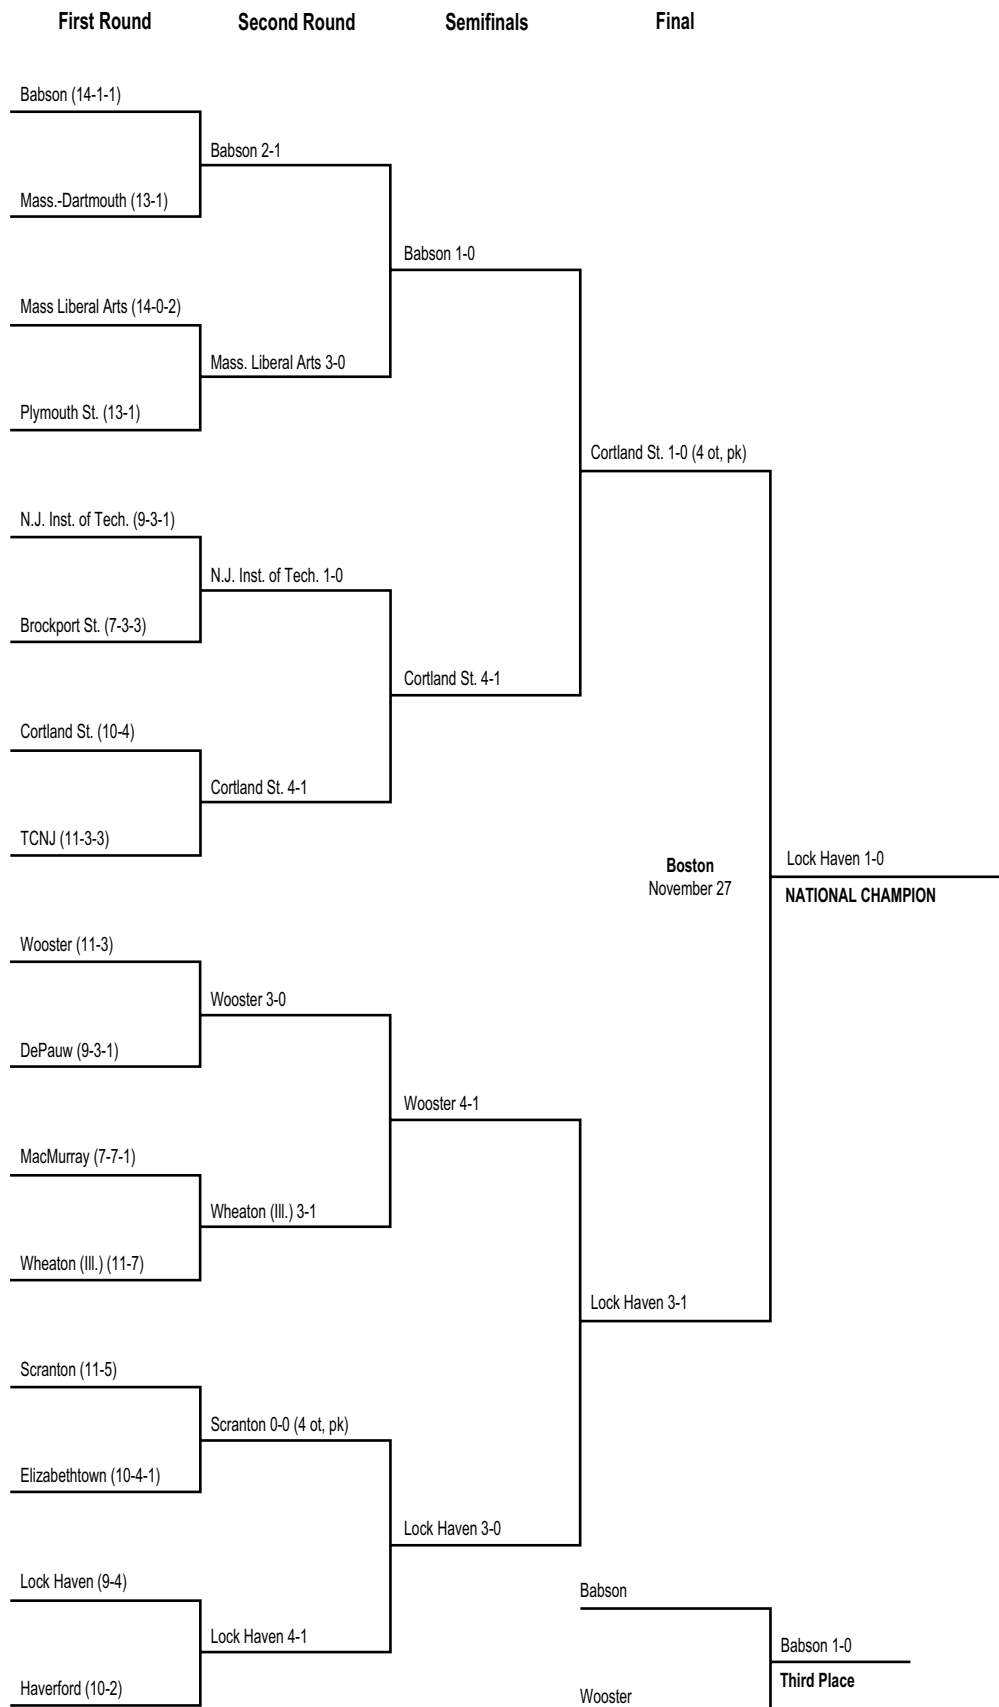 First Round
Second Round
Semifinals
Final
Babson (14-1-1)
Babson 2-1
Mass.-Dartmouth (13-1)
Babson 1-0
Mass Liberal Arts (14-0-2)
Mass. Liberal Arts 3-0
Plymouth St. (13-1)
Cortland St. 1-0 (4 ot, pk)
N.J. Inst. of Tech. (9-3-1)
N.J. Inst. of Tech. 1-0
Brockport St. (7-3-3)
Cortland St. 4-1
Cortland St. (10-4)
Cortland St. 4-1
TCNJ (11-3-3)
Boston
November 27
Lock Haven 1-0
NATIONAL CHAMPION
Wooster (11-3)
Wooster 3-0
DePauw (9-3-1)
Wooster 4-1
MacMurray (7-7-1)
Wheaton (Ill.) 3-1
Wheaton (Ill.) (11-7)
Lock Haven 3-1
Scranton (11-5)
Scranton 0-0 (4 ot, pk)
Elizabethtown (10-4-1)
Lock Haven 3-0
Lock Haven (9-4)
Lock Haven 4-1
Haverford (10-2)
Babson
Babson 1-0
Third Place
Wooster